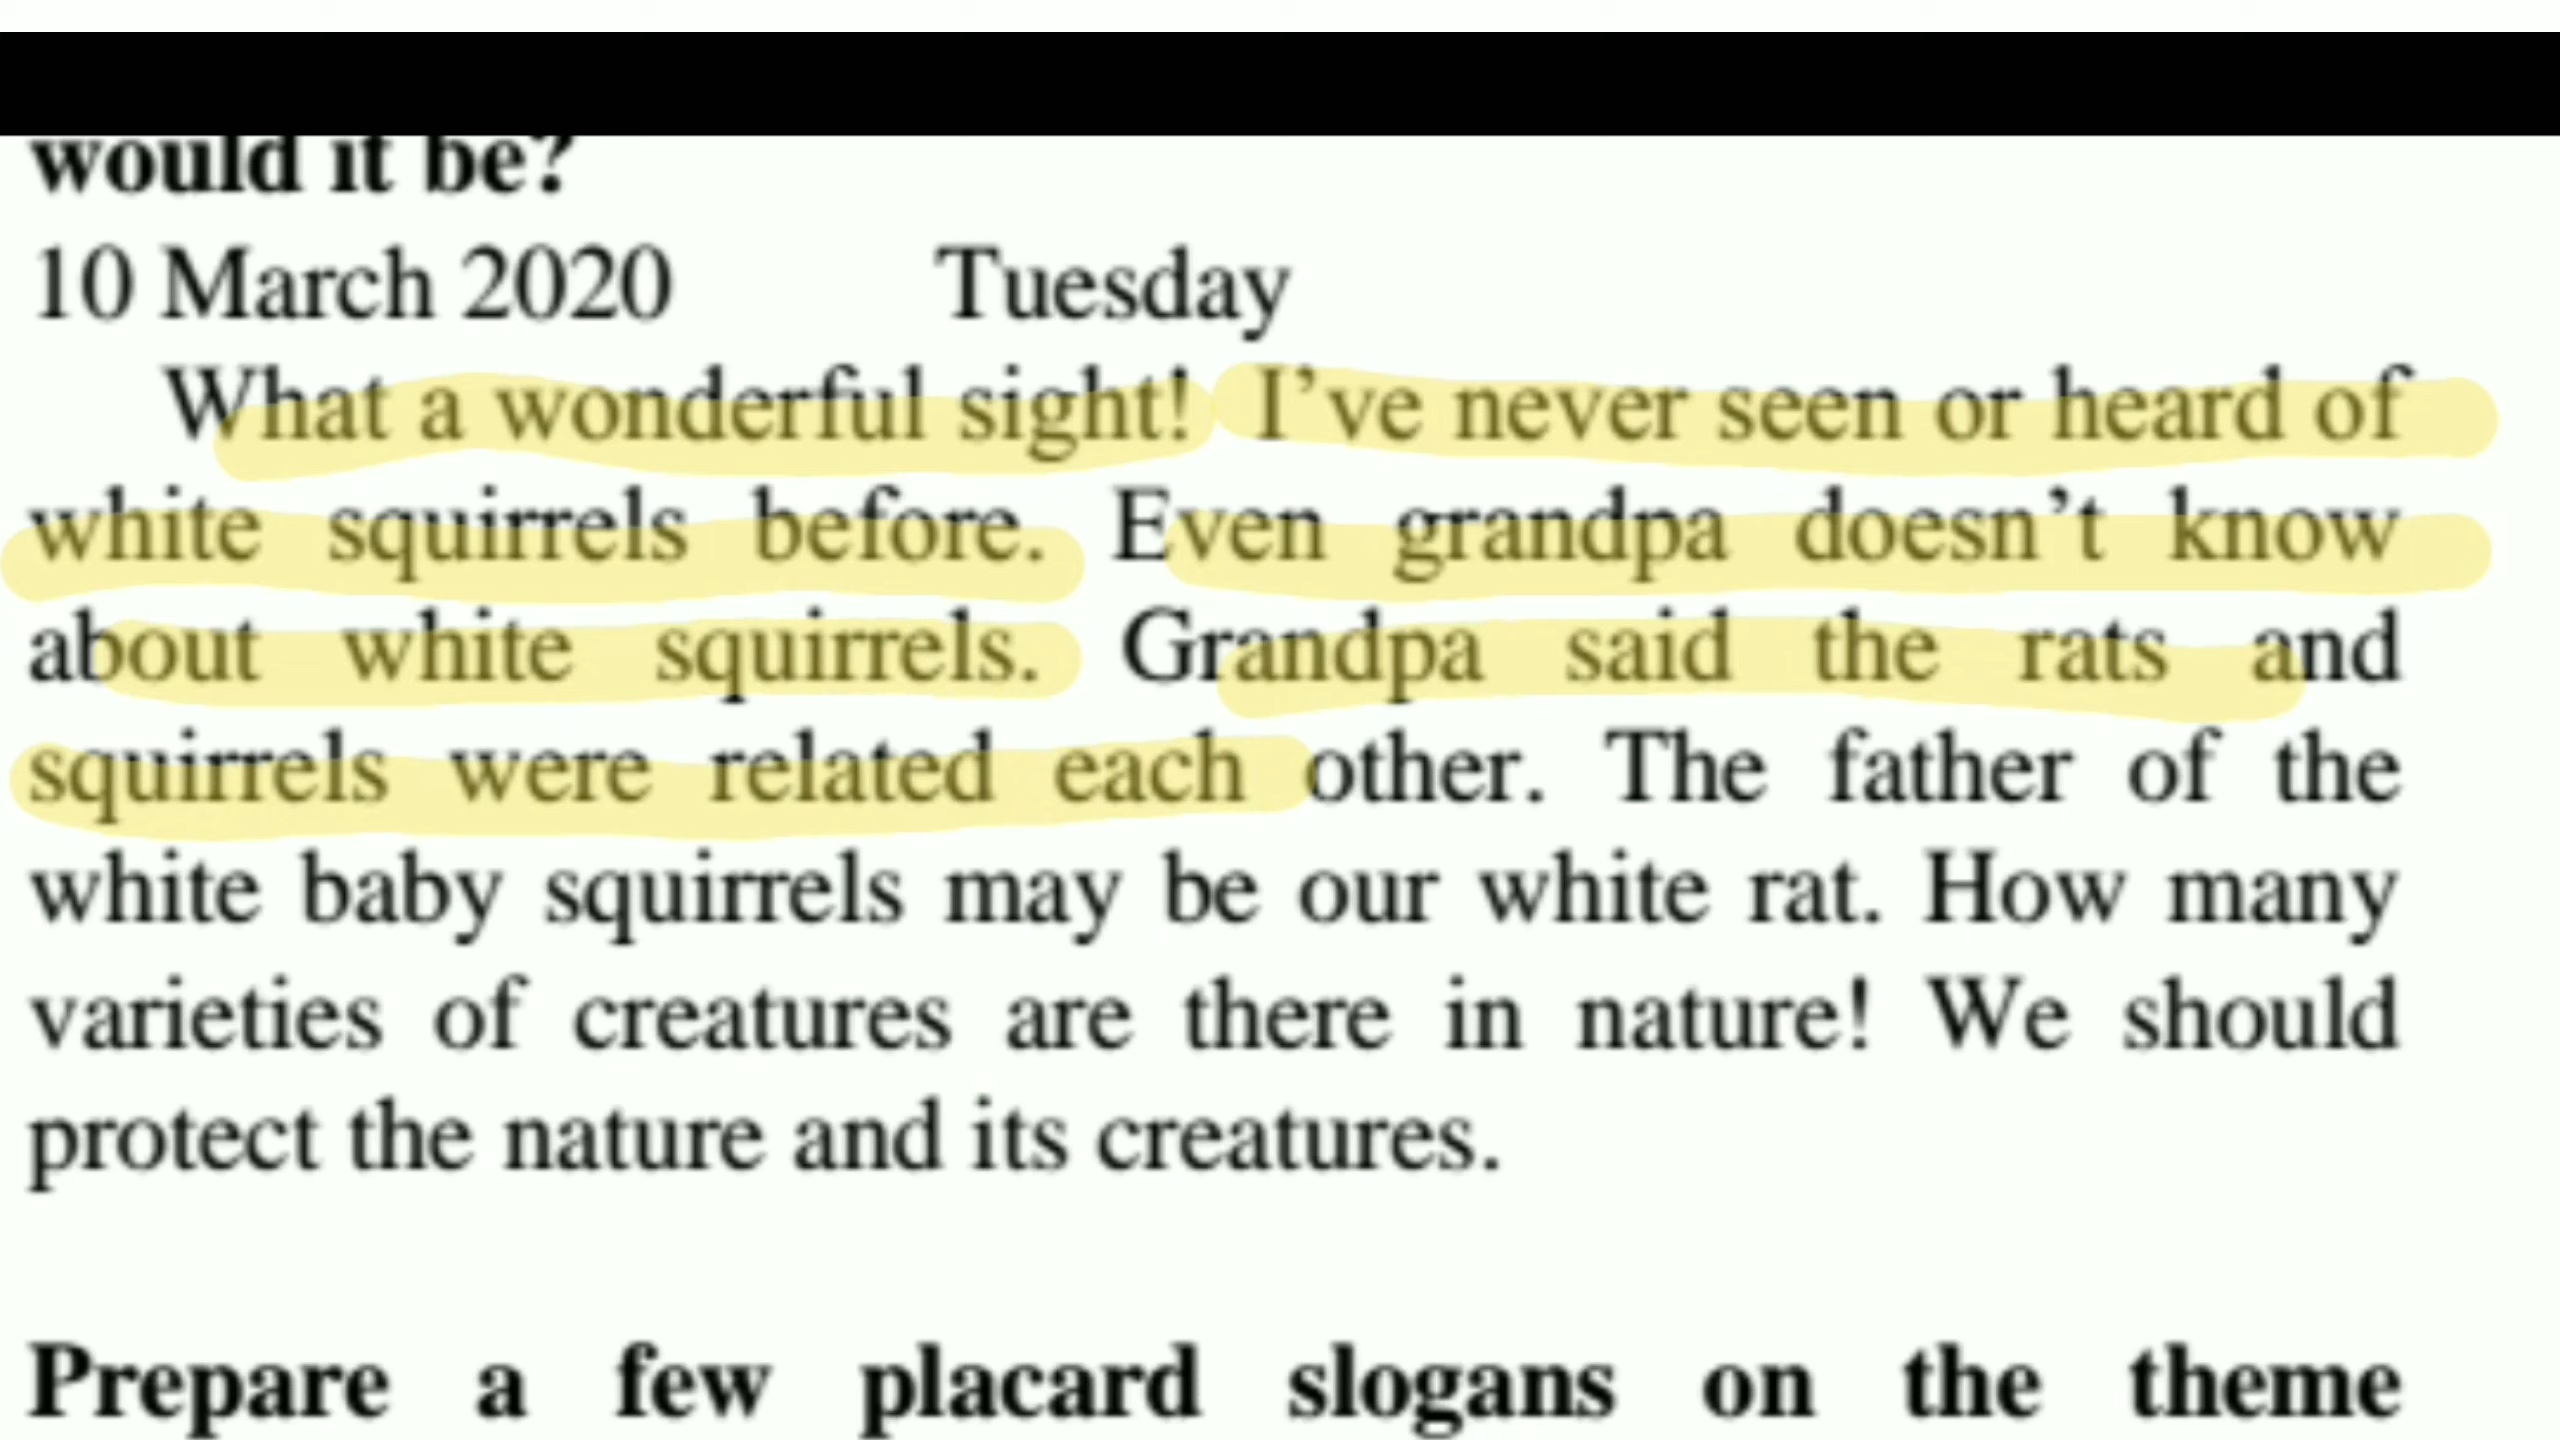 would it be?
10 March 2020 Tuesday
What a wonderful sight! I've never seen or heard of
white squirrels before. Even grandpa doesn't know
about white squirrels. Grandpa said the rats and
squirrels were related each other. The father of the
white baby squirrels may be our white rat. How many
varieties of creatures are there in nature! We should
protect the nature and its creatures.
Prepare a few placard slogans on the theme